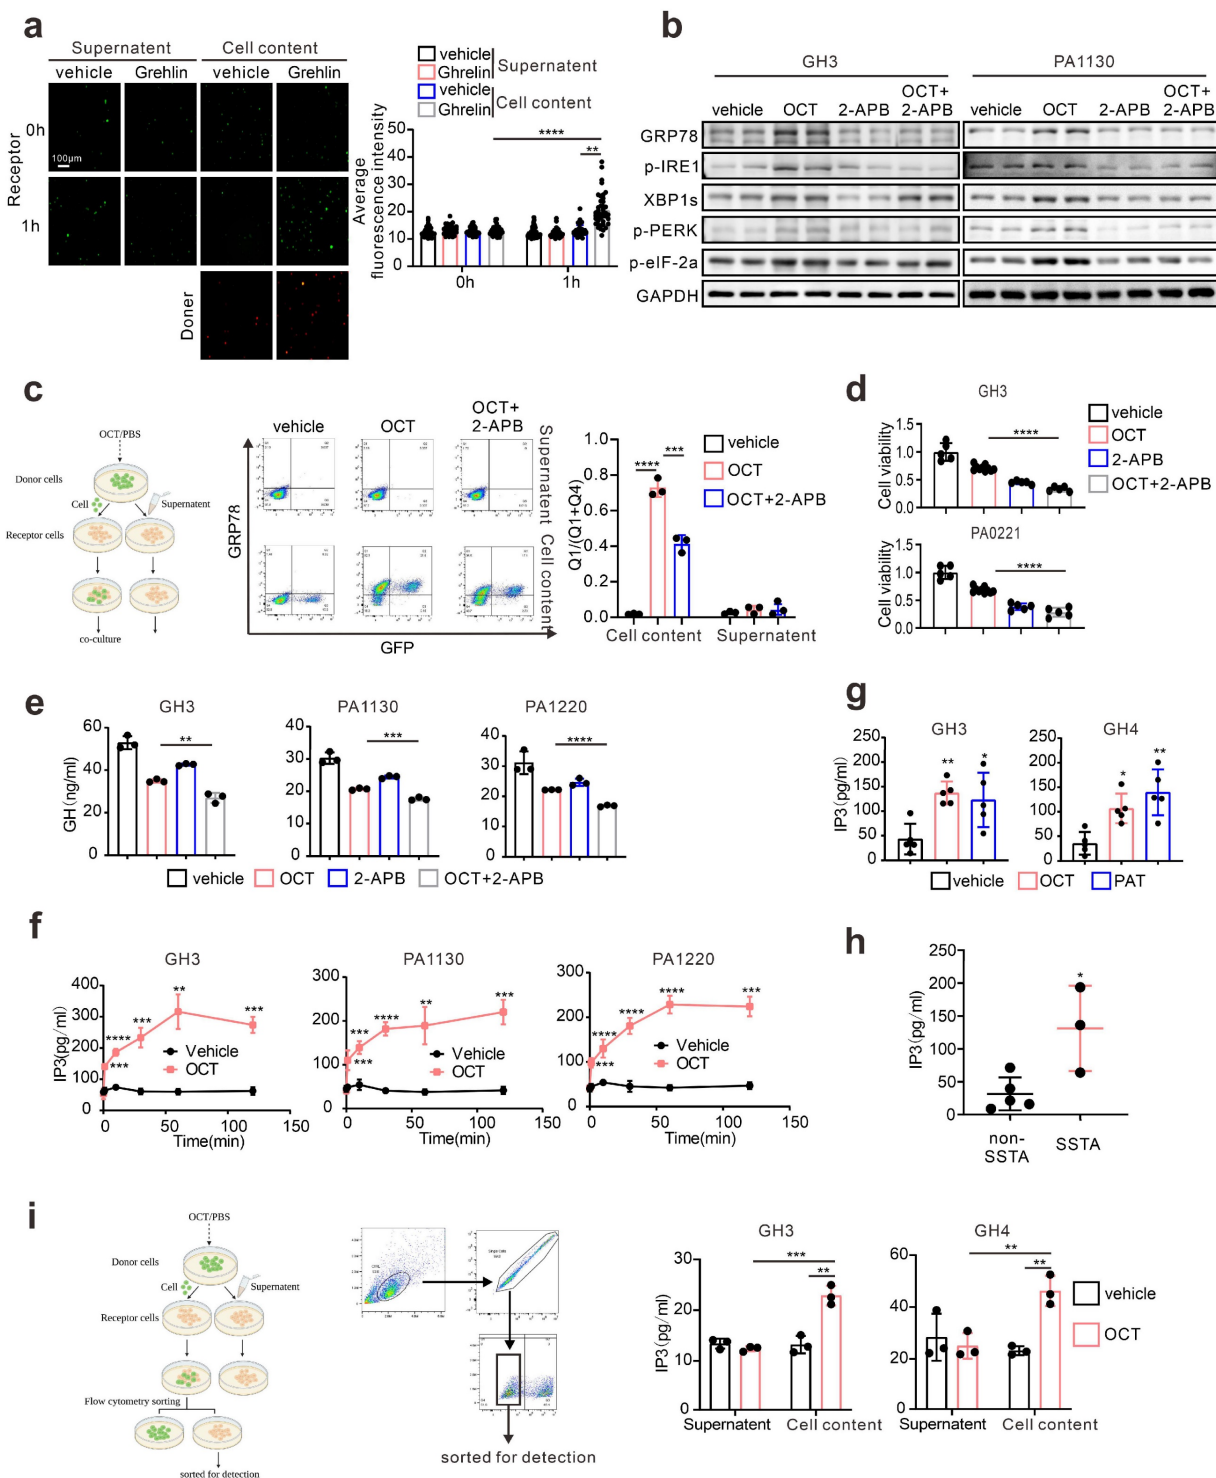 a
Supernatent
Cell content
vehicle
Grehlin
vehicle
Grehlin
Receptor
0h
100μm
1h
Doner
vehicle
Ghrelin
Supernatent
vehicle
Ghrelin
Cell content
Average
fluorescence intensity
50
40
30
20
10
0
****
**
0h
1h
b
GH3
PA1130
vehicle
OCT
2-APB
OCT+
2-APB
vehicle
OCT
2-APB
OCT+
2-APB
GRP78
p-IRE1
XBP1s
p-PERK
p-eIF-2a
GAPDH
c
OCT/PBS
Donor cells
Cell
Supernatent
Receptor cells
co-culture
vehicle
OCT
OCT+
2-APB
Supernatent
Cell content
GRP78
GFP
Q1/(Q1+Q4)
1.0
0.8
0.6
0.4
0.2
0.0
****
***
Cell content
Supernatent
vehicle
OCT
OCT+2-APB
d
GH3
Cell viability
1.5
1.0
0.5
0.0
****
PA0221
Cell viability
1.5
1.0
0.5
0.0
****
vehicle
OCT
2-APB
OCT+2-APB
e
GH3
GH(ng/ml)
60
40
20
0
**
PA1130
40
30
20
10
0
***
PA1220
40
30
20
10
0
****
vehicle
OCT
2-APB
OCT+2-APB
g
GH3
IP3(pg/ml)
250
200
150
100
50
0
**
*
GH4
250
200
150
100
50
0
*
**
vehicle
OCT
PAT
f
GH3
IP3(pg/ml)
400
300
200
100
0
***
****
***
**
***
Vehicle
OCT
0
50
100
150
Time(min)
PA1130
300
200
100
0
***
***
****
**
***
Vehicle
OCT
0
50
100
150
Time(min)
PA1220
300
200
100
0
***
****
****
****
***
Vehicle
OCT
0
50
100
150
Time(min)
h
IP3(pg/ml)
250
200
150
100
50
0
*
non-
SSTA
SSTA
i
OCT/PBS
Donor cells
Cell
Supernatent
Receptor cells
Flow cytometry sorting
sorted for detection
sorted for detection
GH3
IP3(pg/ml)
30
20
10
0
***
**
Supernatent
Cell content
GH4
60
40
20
0
**
**
Supernatent
Cell content
vehicle
OCT